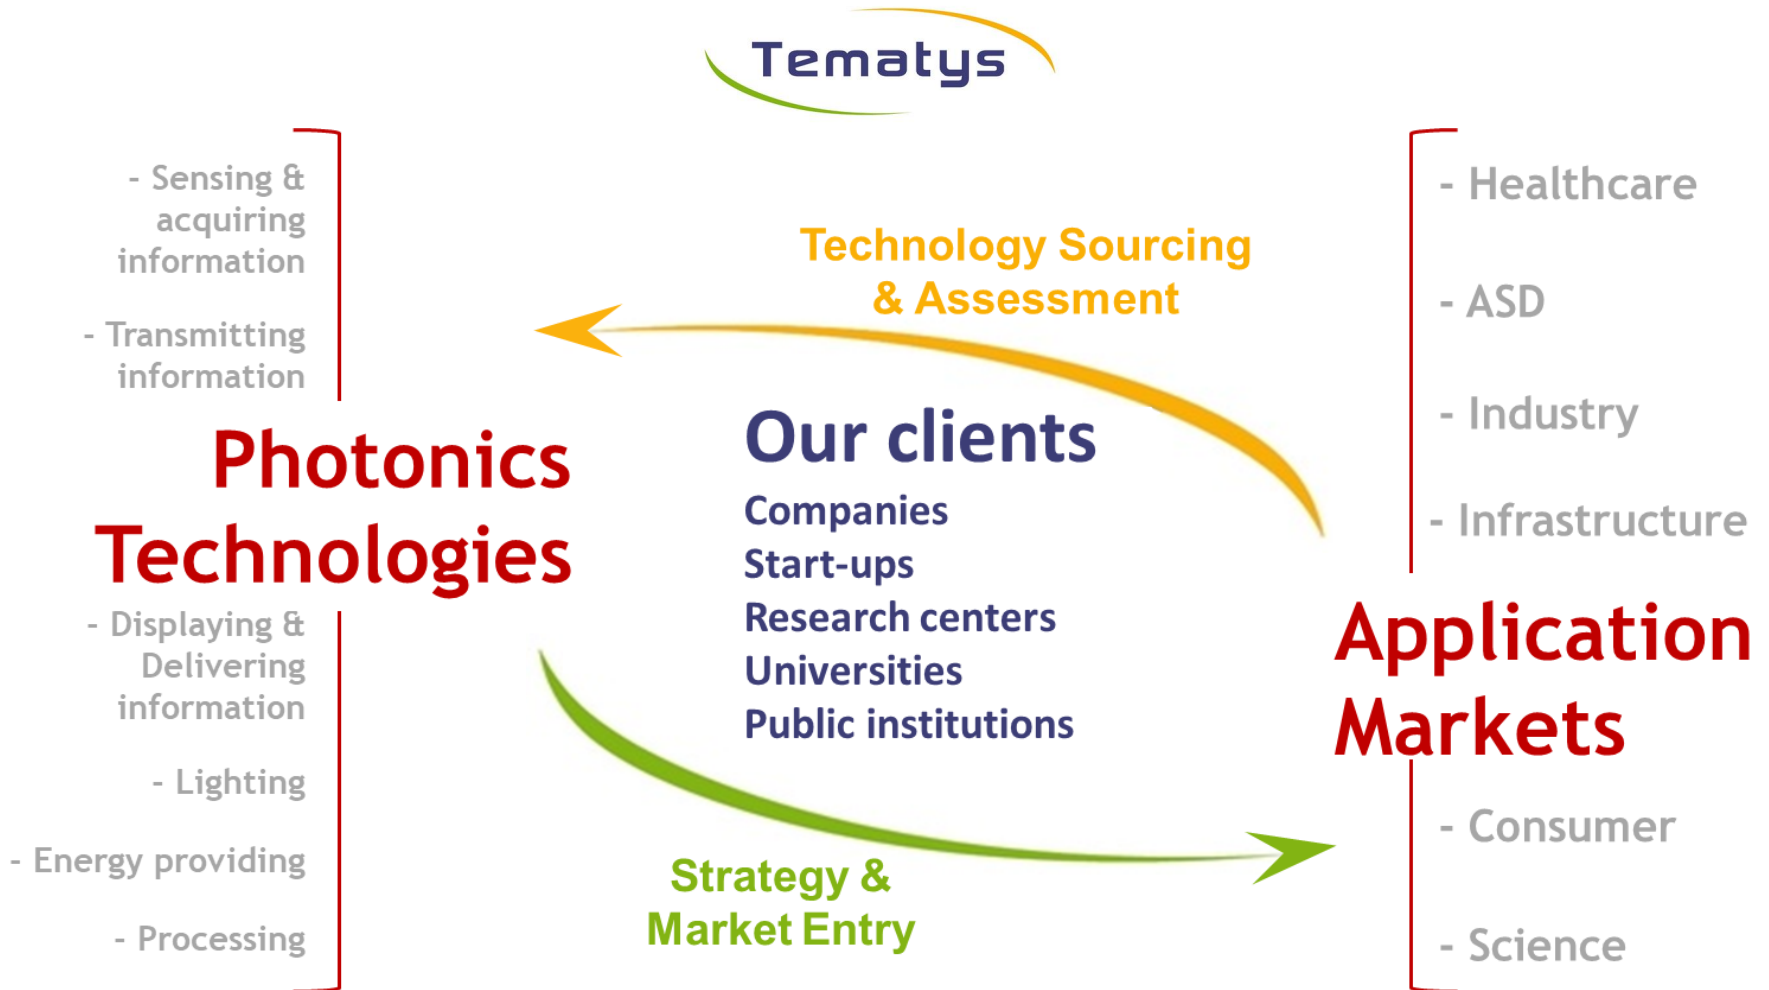 Tematys
- Sensing &
acquiring
information
- Transmitting
information
Photonics
Technologies
- Displaying &
Delivering
information
- Lighting
- Energy providing
- Processing
Technology Sourcing
& Assessment
Our clients
Companies
Start-ups
Research centers
Universities
Public institutions
Strategy &
Market Entry
- Healthcare
- ASD
- Industry
- Infrastructure
Application
Markets
- Consumer
- Science